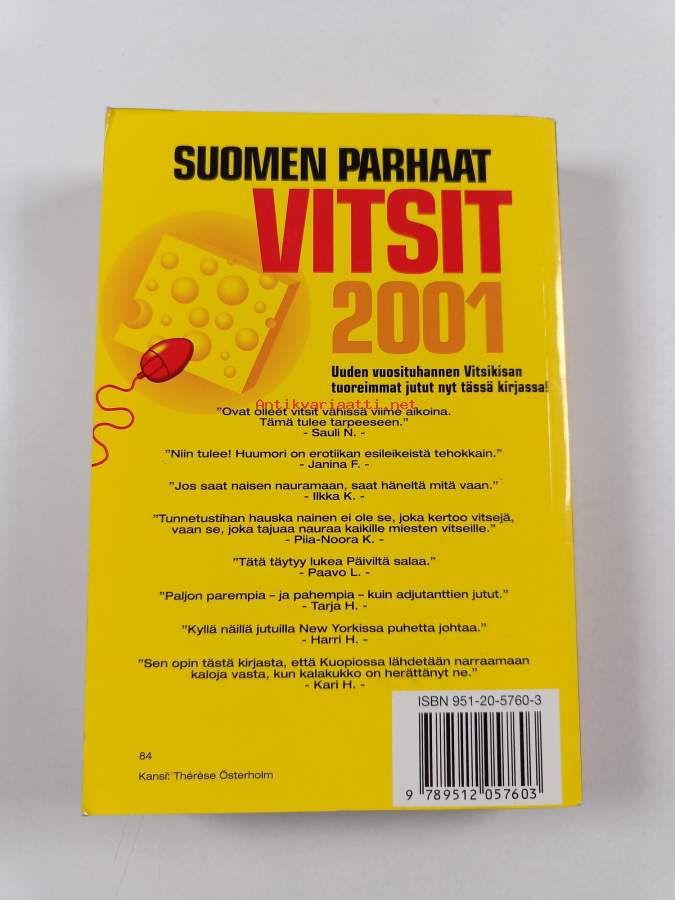 SUOMEN PARHAAT
VITSIT
2001
Uuden vuosituhannen Vitsikisan
tuoreimmat jutut nyt tässä kirjassa!
Antikvariaatti.net
"Ovat olleet vitsit vähissä viime aikoina.
Tämä tulee tarpeeseen."
- Sauli N. -
"Niin tulee! Huumori on erotiikan esileikeistä tehokkain."
- Janina F. -
"Jos saat naisen nauramaan, saat häneltä mitä vaan."
- Ilkka K. -
"Tunnetustihan hauska nainen ei ole se, joka kertoo vitsejä,
vaan se, joka tajuaa nauraa kaikille miesten vitseille."
- Piia-Noora K. -
"Tätä täytyy lukea Päiviltä salaa."
- Paavo L. -
"Paljon parempia – ja pahempia – kuin adjutanttien jutut."
- Tarja H. -
"Kyllä näillä jutuilla New Yorkissa puhetta johtaa."
- Harri H. -
"Sen opin tästä kirjasta, että Kuopiossa lähdetään narraamaan
kaloja vasta, kun kalakukko on herättänyt ne."
- Kari H. -
ISBN 951-20-5760-3
84
Kansi: Thérèse Österholm
9 789512 057603